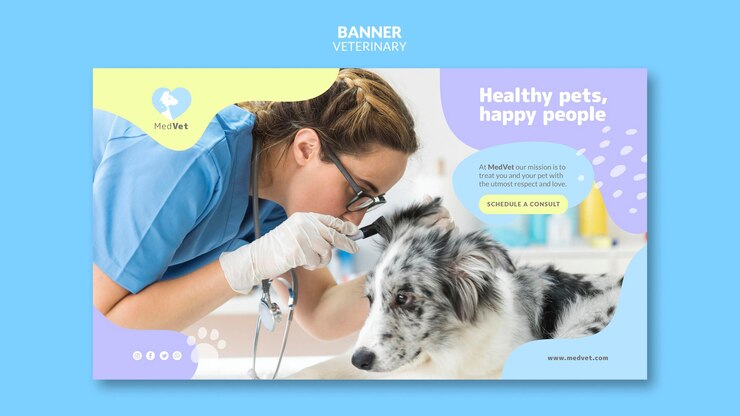 BANNER
VETERINARY
MedVet
Healthy pets,
happy people
At MedVet our mission is to
treat you and your pet with
the utmost respect and love.
SCHEDULE A CONSULT
www.medvet.com